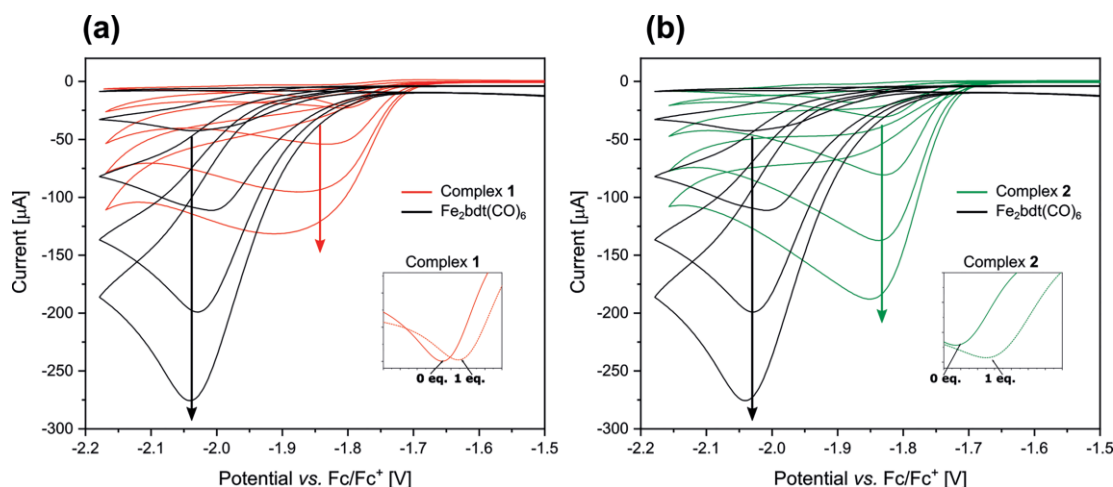 (a)
0
-50
-100
-150
-200
-250
-300
Current [µA]
Complex 1
Fe₂bdt(CO)₆
Complex 1
0 eq. 1 eq.
-2.2 -2.1 -2.0 -1.9 -1.8 -1.7 -1.6 -1.5
Potential vs. Fc/Fc⁺ [V]
(b)
0
-50
-100
-150
-200
-250
-300
Current [µA]
Complex 2
Fe₂bdt(CO)₆
Complex 2
0 eq. 1 eq.
-2.2 -2.1 -2.0 -1.9 -1.8 -1.7 -1.6 -1.5
Potential vs. Fc/Fc⁺ [V]